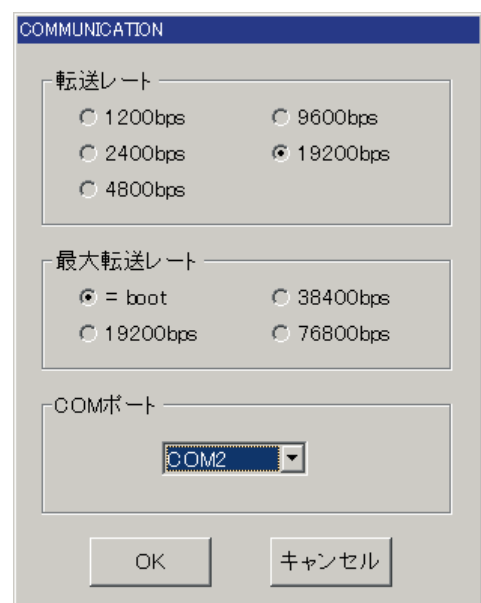 COMMUNICATION
転送レート
1200bps
9600bps
2400bps
19200bps
4800bps
最大転送レート
= boot
38400bps
19200bps
76800bps
COMポート
COM2
OK
キャンセル